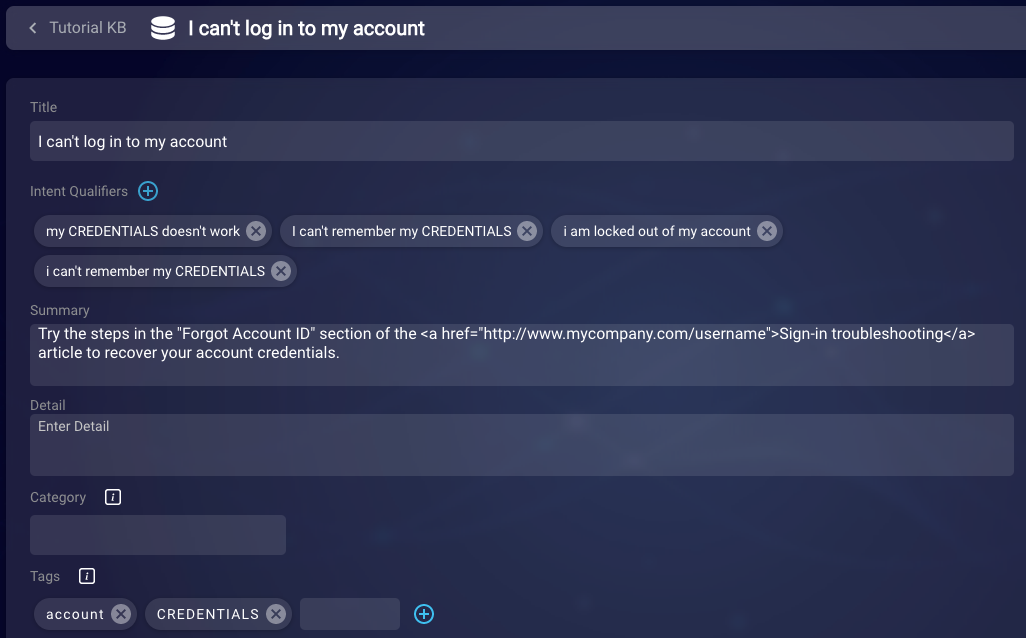 Tutorial KB I can't log in to my account
Title
I can't log in to my account
Intent Qualifiers
my CREDENTIALS doesn't work I can't remember my CREDENTIALS i am locked out of my account
i can't remember my CREDENTIALS
Summary
Try the steps in the "Forgot Account ID" section of the <a href="http://www.mycompany.com/username">Sign-in troubleshooting</a>
article to recover your account credentials.
Detail
Enter Detail
Category i
Tags i
account CREDENTIALS